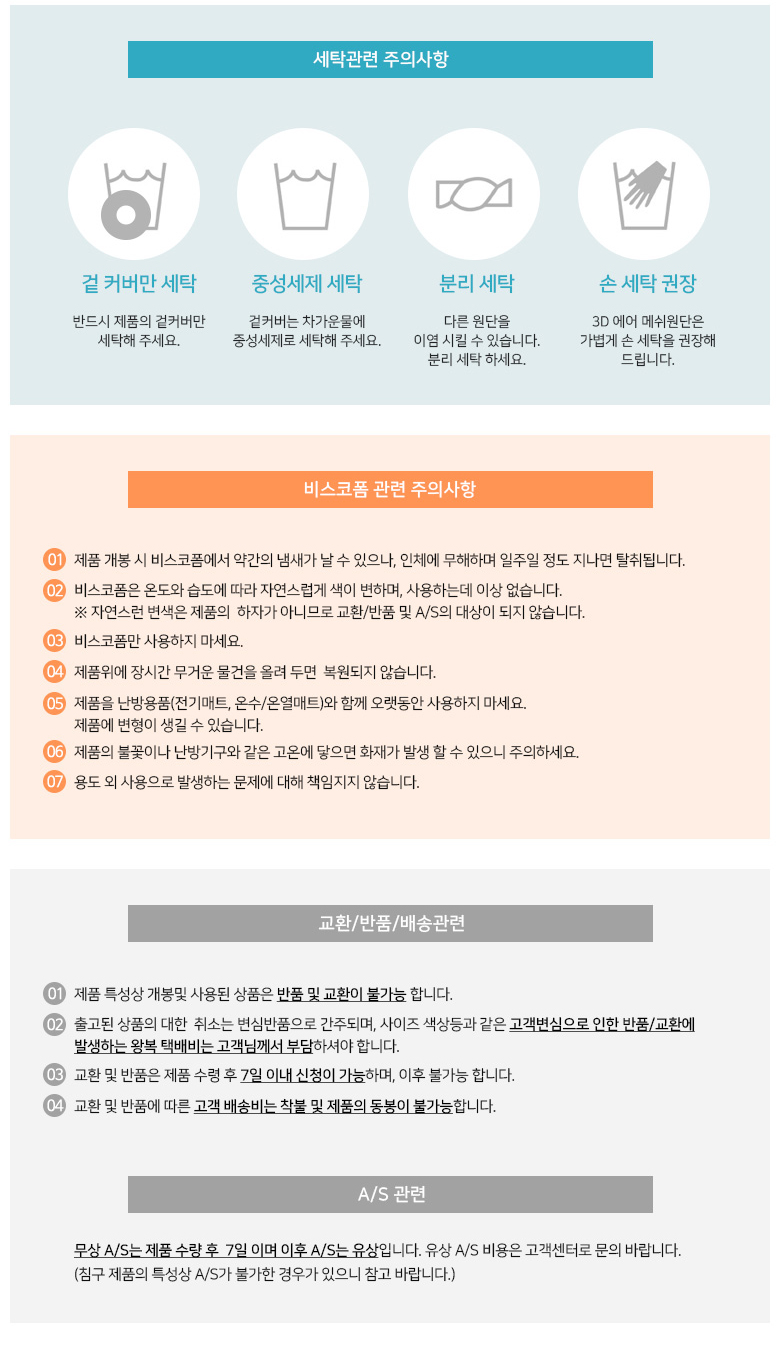 세탁관련 주의사항
겉 커버만 세탁
반드시 제품의 겉커버만
세탁해 주세요.
중성세제 세탁
겉커버는 차가운물에
중성세제로 세탁해 주세요.
분리 세탁
다른 원단을
이염 시킬 수 있습니다.
분리 세탁 하세요.
손 세탁 권장
3D 에어 메쉬원단은
가볍게 손 세탁을 권장해
드립니다.
비스코폼 관련 주의사항
01 제품 개봉 시 비스코폼에서 약간의 냄새가 날 수 있으나, 인체에 무해하며 일주일 정도 지나면 탈취됩니다.
02 비스코폼은 온도와 습도에 따라 자연스럽게 색이 변하며, 사용하는데 이상 없습니다.
※ 자연스런 변색은 제품의 하자가 아니므로 교환/반품 및 A/S의 대상이 되지 않습니다.
03 비스코폼만 사용하지 마세요.
04 제품위에 장시간 무거운 물건을 올려 두면 복원되지 않습니다.
05 제품을 난방용품(전기매트, 온수/온열매트)와 함께 오랫동안 사용하지 마세요.
제품에 변형이 생길 수 있습니다.
06 제품의 불꽃이나 난방기구와 같은 고온에 닿으면 화재가 발생 할 수 있으니 주의하세요.
07 용도 외 사용으로 발생하는 문제에 대해 책임지지 않습니다.
교환/반품/배송관련
01 제품 특성상 개봉및 사용된 상품은 반품 및 교환이 불가능 합니다.
02 출고된 상품의 대한 취소는 변심반품으로 간주되며, 사이즈 색상등과 같은 고객변심으로 인한 반품/교환에
발생하는 왕복 택배비는 고객님께서 부담하셔야 합니다.
03 교환 및 반품은 제품 수령 후 7일 이내 신청이 가능하며, 이후 불가능 합니다.
04 교환 및 반품에 따른 고객 배송비는 착불 및 제품의 동봉이 불가능합니다.
A/S 관련
무상 A/S는 제품 수량 후 7일 이며 이후 A/S는 유상입니다. 유상 A/S 비용은 고객센터로 문의 바랍니다.
(침구 제품의 특성상 A/S가 불가한 경우가 있으니 참고 바랍니다.)